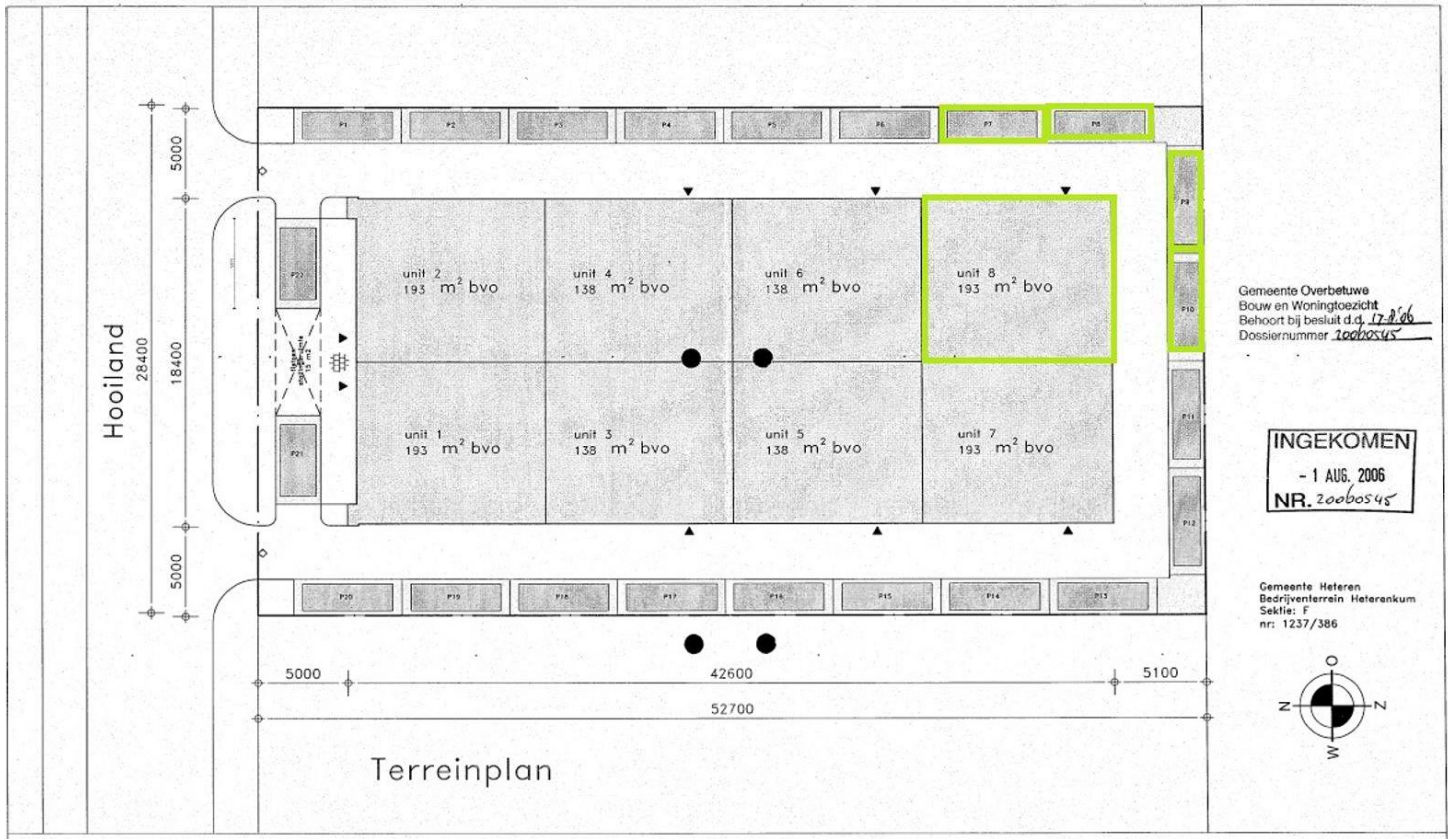 P1 P2 P3 P4 P5 P6 P7 P8
P9
P10
P11
P12
P22
P21
P20 P19 P18 P17 P16 P15 P14 P13
Hooiland
28400
5000
18400
5000
unit 2
193 m² bvo
unit 4
138 m² bvo
unit 6
138 m² bvo
unit 8
193 m² bvo
unit 1
193 m² bvo
unit 3
138 m² bvo
unit 5
138 m² bvo
unit 7
193 m² bvo
15 m2
5000 42600 5100
52700
Terreinplan
Gemeente Overbetuwe
Bouw en Woningtoezicht
Behoort bij besluit d.d. 17-8-'06
Dossiernummer 20060545
INGEKOMEN
- 1 AUG. 2006
NR. 20060545
Gemeente Heteren
Bedrijventerrein Heterenkum
Sektie: F
nr: 1237/386
O
N Z
W